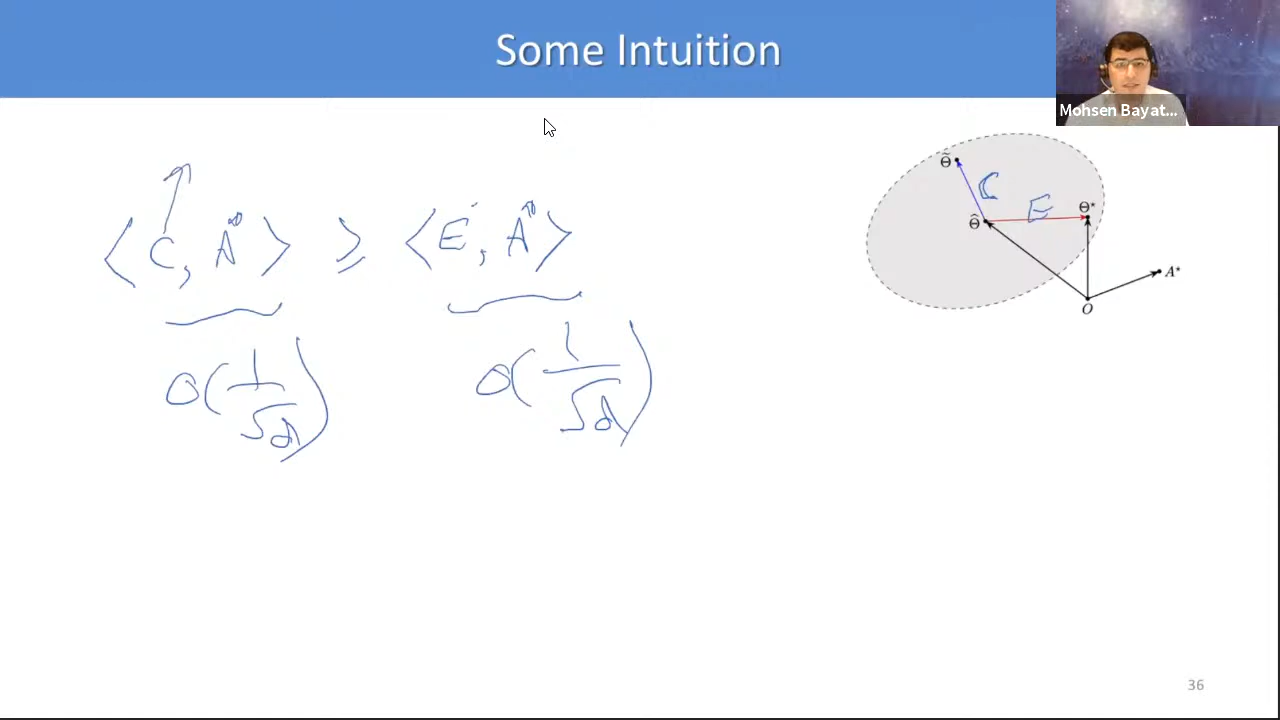 Some Intuition
Mohsen Bayat...
⟨C, A*⟩ ≥ ⟨E, A*⟩
O(1/√d) O(1/√d)
Θ̃
C
E
Θ̂
Θ*
A*
O
36